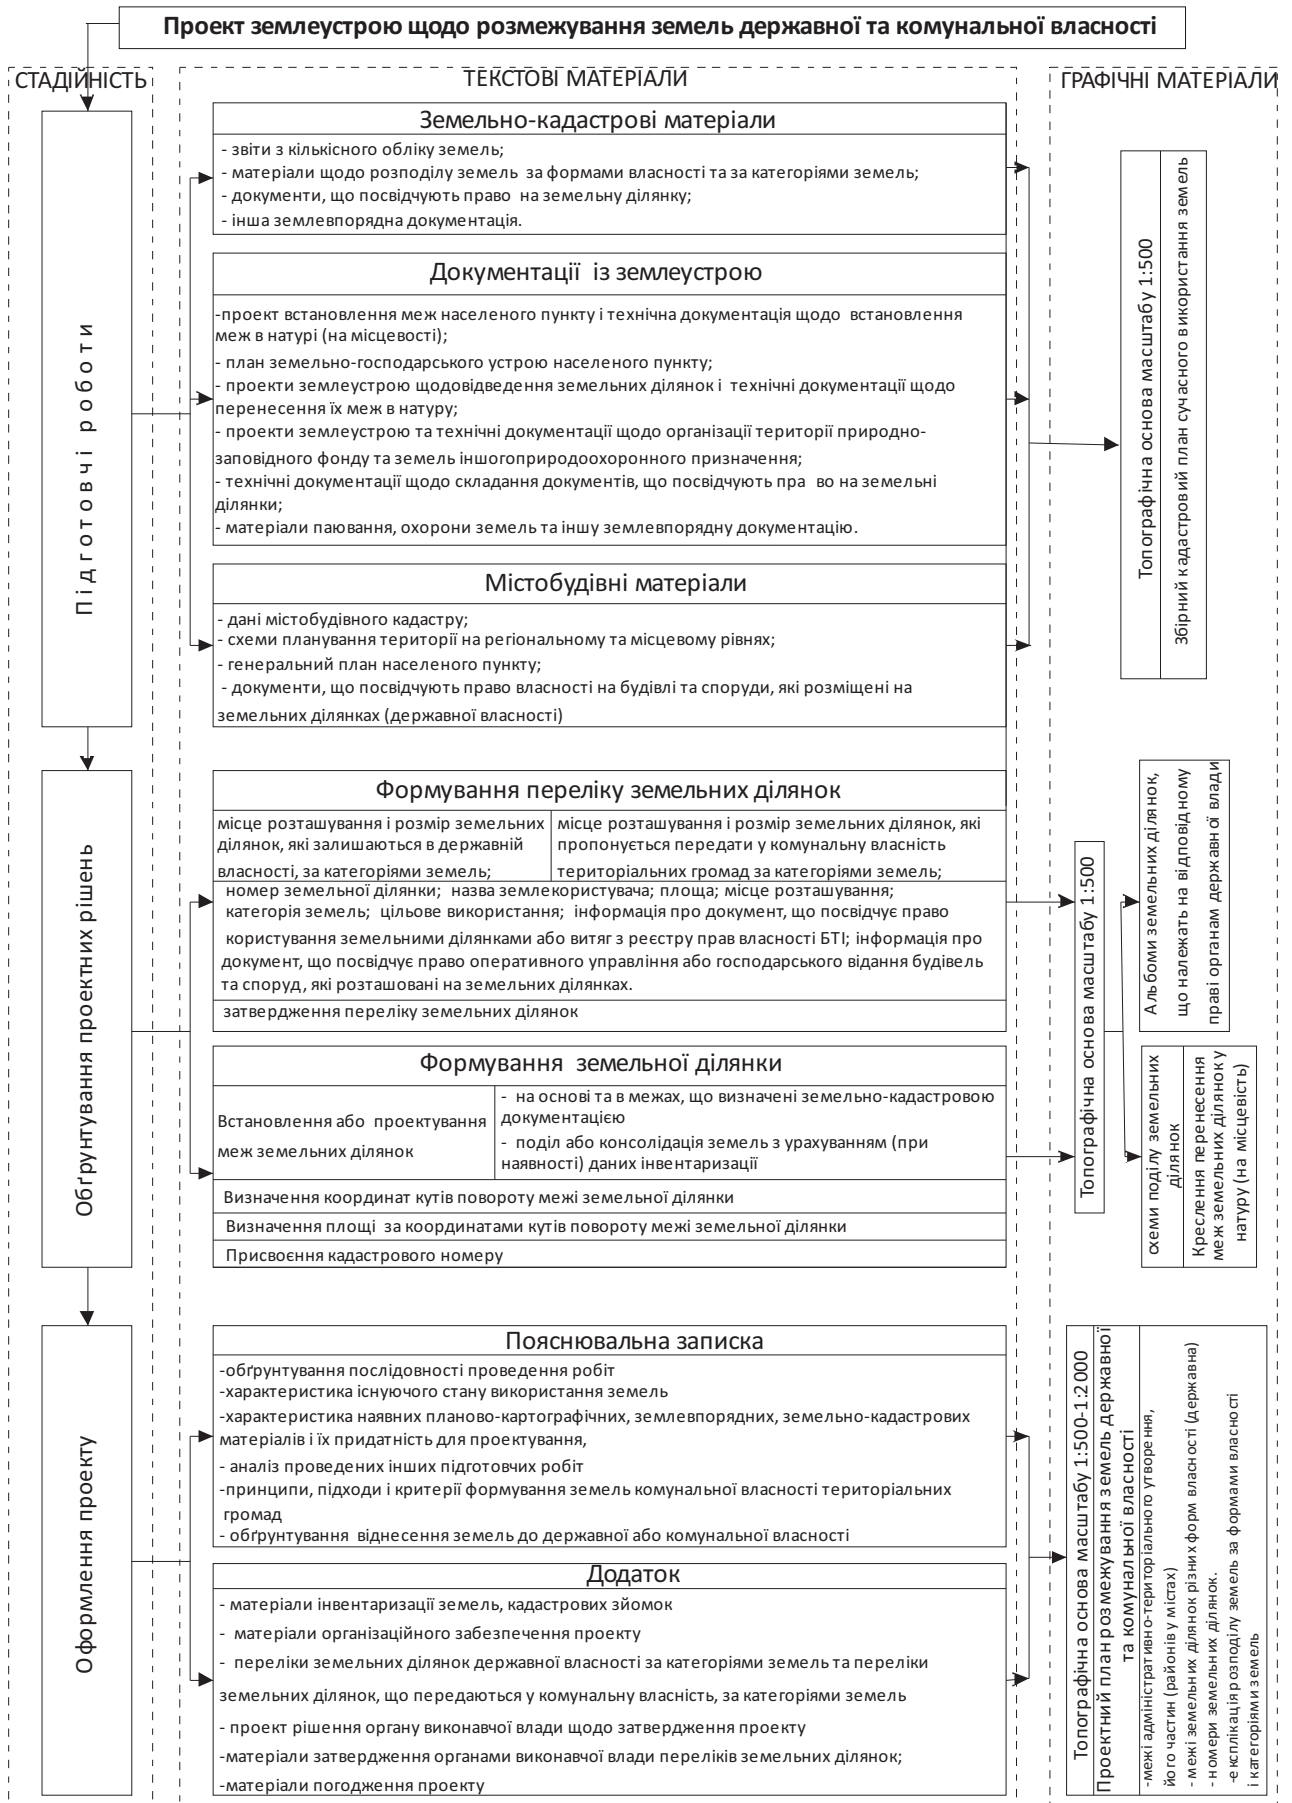 Проект землеустрою щодо розмежування земель державної та комунальної власності
СТАДІЙНІСТЬ
ТЕКСТОВІ МАТЕРІАЛИ
ГРАФІЧНІ МАТЕРІАЛИ
Підготовчі роботи
Земельно-кадастрові матеріали
- звіти з кількісного обліку земель;
- матеріали щодо розподілу земель за формами власності та за категоріями земель;
- документи, що посвідчують право на земельну ділянку;
- інша землевпорядна документація.
Документації із землеустрою
-проект встановлення меж населеного пункту і технічна документація щодо встановлення
меж в натурі (на місцевості);
- план земельно-господарського устрою населеного пункту;
- проекти землеустрою щодовідведення земельних ділянок і технічні документації щодо
перенесення їх меж в натуру;
- проекти землеустрою та технічні документації щодо організації території природно-
заповідного фонду та земель іншогоприродоохоронного призначення;
- технічні документації щодо складання документів, що посвідчують пра во на земельні
ділянки;
- матеріали паювання, охорони земель та іншу землевпорядну документацію.
Містобудівні матеріали
- дані містобудівного кадастру;
- схеми планування території на регіональному та місцевому рівнях;
- генеральний план населеного пункту;
- документи, що посвідчують право власності на будівлі та споруди, які розміщені на
земельних ділянках (державної власності)
Топографічна основа масштабу 1:500
Збірний кадастровий план сучасного використання земель
Обґрунтування проектних рішень
Формування переліку земельних ділянок
місце розташування і розмір земельних
ділянок, які залишаються в державній
власності, за категоріями земель;
місце розташування і розмір земельних ділянок, які
пропонується передати у комунальну власність
територіальних громад за категоріями земель;
номер земельної ділянки; назва землекористувача; площа; місце розташування;
категорія земель; цільове використання; інформація про документ, що посвідчує право
користування земельними ділянками або витяг з реєстру прав власності БТІ; інформація про
документ, що посвідчує право оперативного управління або господарського відання будівель
та споруд, які розташовані на земельних ділянках.
затвердження переліку земельних ділянок
Формування земельної ділянки
Встановлення або проектування
меж земельних ділянок
- на основі та в межах, що визначені земельно-кадастровою
документацією
- поділ або консолідація земель з урахуванням (при
наявності) даних інвентаризації
Визначення координат кутів повороту межі земельної ділянки
Визначення площі за координатами кутів повороту межі земельної ділянки
Присвоєння кадастрового номеру
Топографічна основа масштабу 1:500
Альбоми земельних ділянок,
що належать на відповідному
праві органам державної влади
схеми поділу земельних
ділянок
Креслення перенесення
меж земельних ділянок у
натуру (на місцевість)
Оформлення проекту
Пояснювальна записка
-обґрунтування послідовності проведення робіт
-характеристика існуючого стану використання земель
-характеристика наявних планово-картографічних, землевпорядних, земельно-кадастрових
матеріалів і їх придатність для проектування,
- аналіз проведених інших підготовчих робіт
-принципи, підходи і критерії формування земель комунальної власності територіальних
громад
- обґрунтування віднесення земель до державної або комунальної власності
Додаток
- матеріали інвентаризації земель, кадастрових зйомок
- матеріали організаційного забезпечення проекту
- переліки земельних ділянок державної власності за категоріями земель та переліки
земельних ділянок, що передаються у комунальну власність, за категоріями земель
- проект рішення органу виконавчої влади щодо затвердження проекту
-матеріали затвердження органами виконавчої влади переліків земельних ділянок;
-матеріали погодження проекту
Топографічна основа масштабу 1:500-1:2000
Проектний план розмежування земель державної
та комунальної власності
-межі адміністративно-територіального утворення,
його частин (районів у містах)
- межі земельних ділянок різних форм власності (державна)
- номери земельних ділянок.
-експлікація розподілу земель за формами власності
і категоріями земель